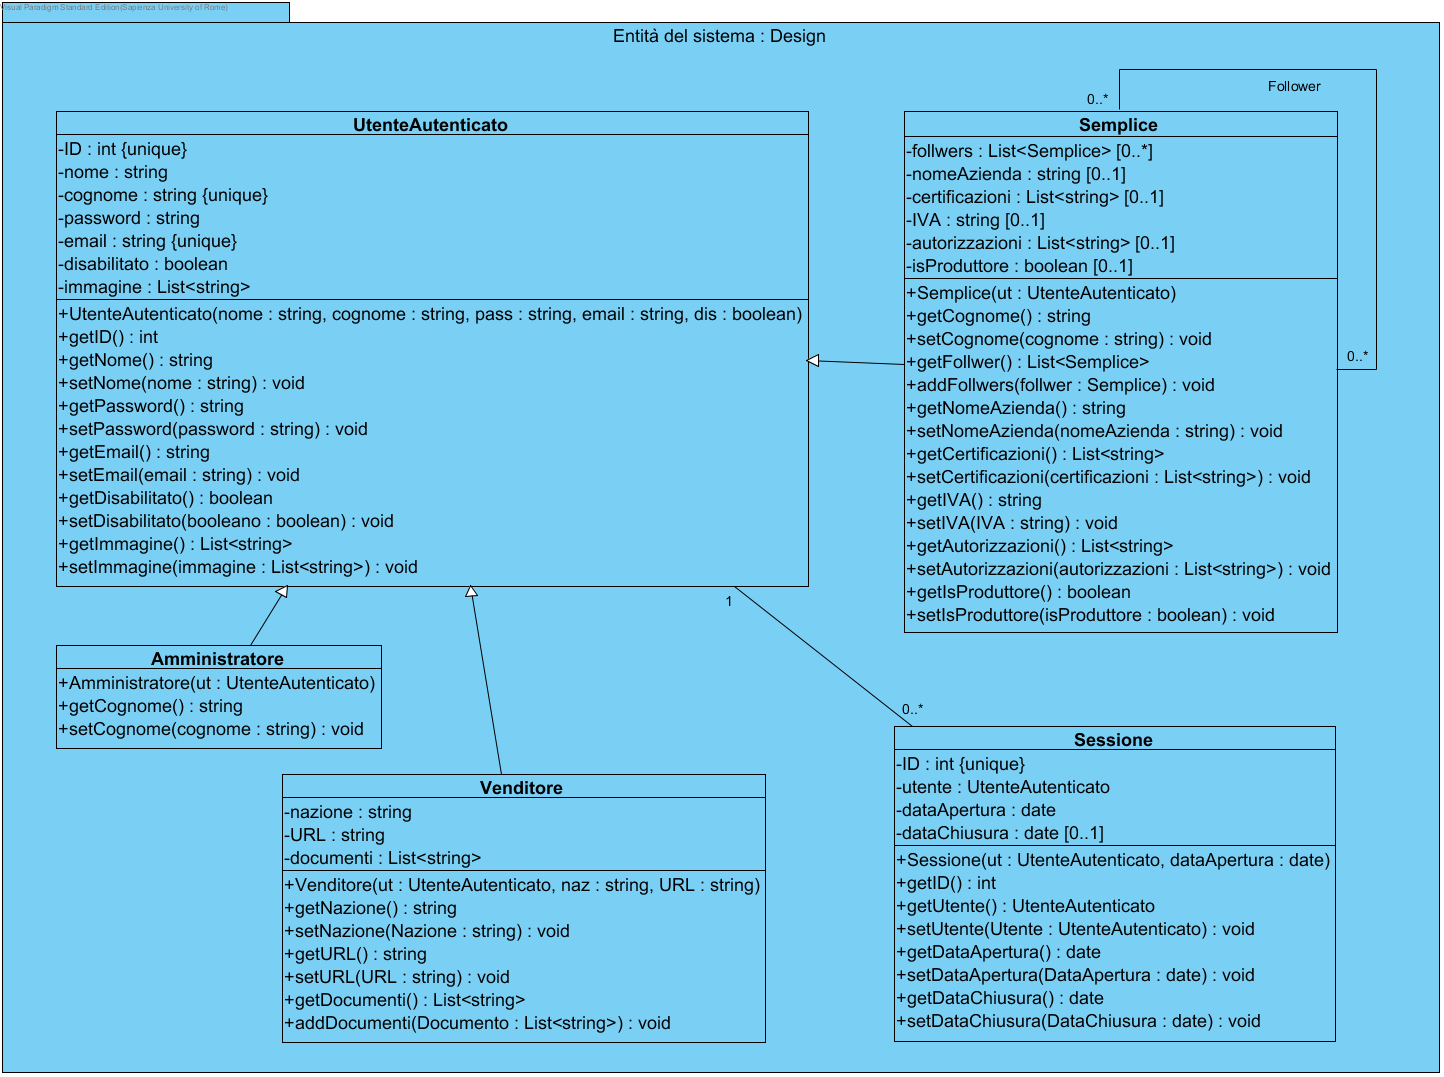 Visual Paradigm Standard Edition(Sapienza University of Rome)
Entità del sistema : Design
Follower
0..*
0..*
UtenteAutenticato
-ID : int {unique}
-nome : string
-cognome : string {unique}
-password : string
-email : string {unique}
-disabilitato : boolean
-immagine : List<string>
+UtenteAutenticato(nome : string, cognome : string, pass : string, email : string, dis : boolean)
+getID() : int
+getNome() : string
+setNome(nome : string) : void
+getPassword() : string
+setPassword(password : string) : void
+getEmail() : string
+setEmail(email : string) : void
+getDisabilitato() : boolean
+setDisabilitato(booleano : boolean) : void
+getImmagine() : List<string>
+setImmagine(immagine : List<string>) : void
Semplice
-follwers : List<Semplice> [0..*]
-nomeAzienda : string [0..1]
-certificazioni : List<string> [0..1]
-IVA : string [0..1]
-autorizzazioni : List<string> [0..1]
-isProduttore : boolean [0..1]
+Semplice(ut : UtenteAutenticato)
+getCognome() : string
+setCognome(cognome : string) : void
+getFollwer() : List<Semplice>
+addFollwers(follwer : Semplice) : void
+getNomeAzienda() : string
+setNomeAzienda(nomeAzienda : string) : void
+getCertificazioni() : List<string>
+setCertificazioni(certificazioni : List<string>) : void
+getIVA() : string
+setIVA(IVA : string) : void
+getAutorizzazioni() : List<string>
+setAutorizzazioni(autorizzazioni : List<string>) : void
+getIsProduttore() : boolean
+setIsProduttore(isProduttore : boolean) : void
1
0..*
Amministratore
+Amministratore(ut : UtenteAutenticato)
+getCognome() : string
+setCognome(cognome : string) : void
Venditore
-nazione : string
-URL : string
-documenti : List<string>
+Venditore(ut : UtenteAutenticato, naz : string, URL : string)
+getNazione() : string
+setNazione(Nazione : string) : void
+getURL() : string
+setURL(URL : string) : void
+getDocumenti() : List<string>
+addDocumenti(Documento : List<string>) : void
Sessione
-ID : int {unique}
-utente : UtenteAutenticato
-dataApertura : date
-dataChiusura : date [0..1]
+Sessione(ut : UtenteAutenticato, dataApertura : date)
+getID() : int
+getUtente() : UtenteAutenticato
+setUtente(Utente : UtenteAutenticato) : void
+getDataApertura() : date
+setDataApertura(DataApertura : date) : void
+getDataChiusura() : date
+setDataChiusura(DataChiusura : date) : void